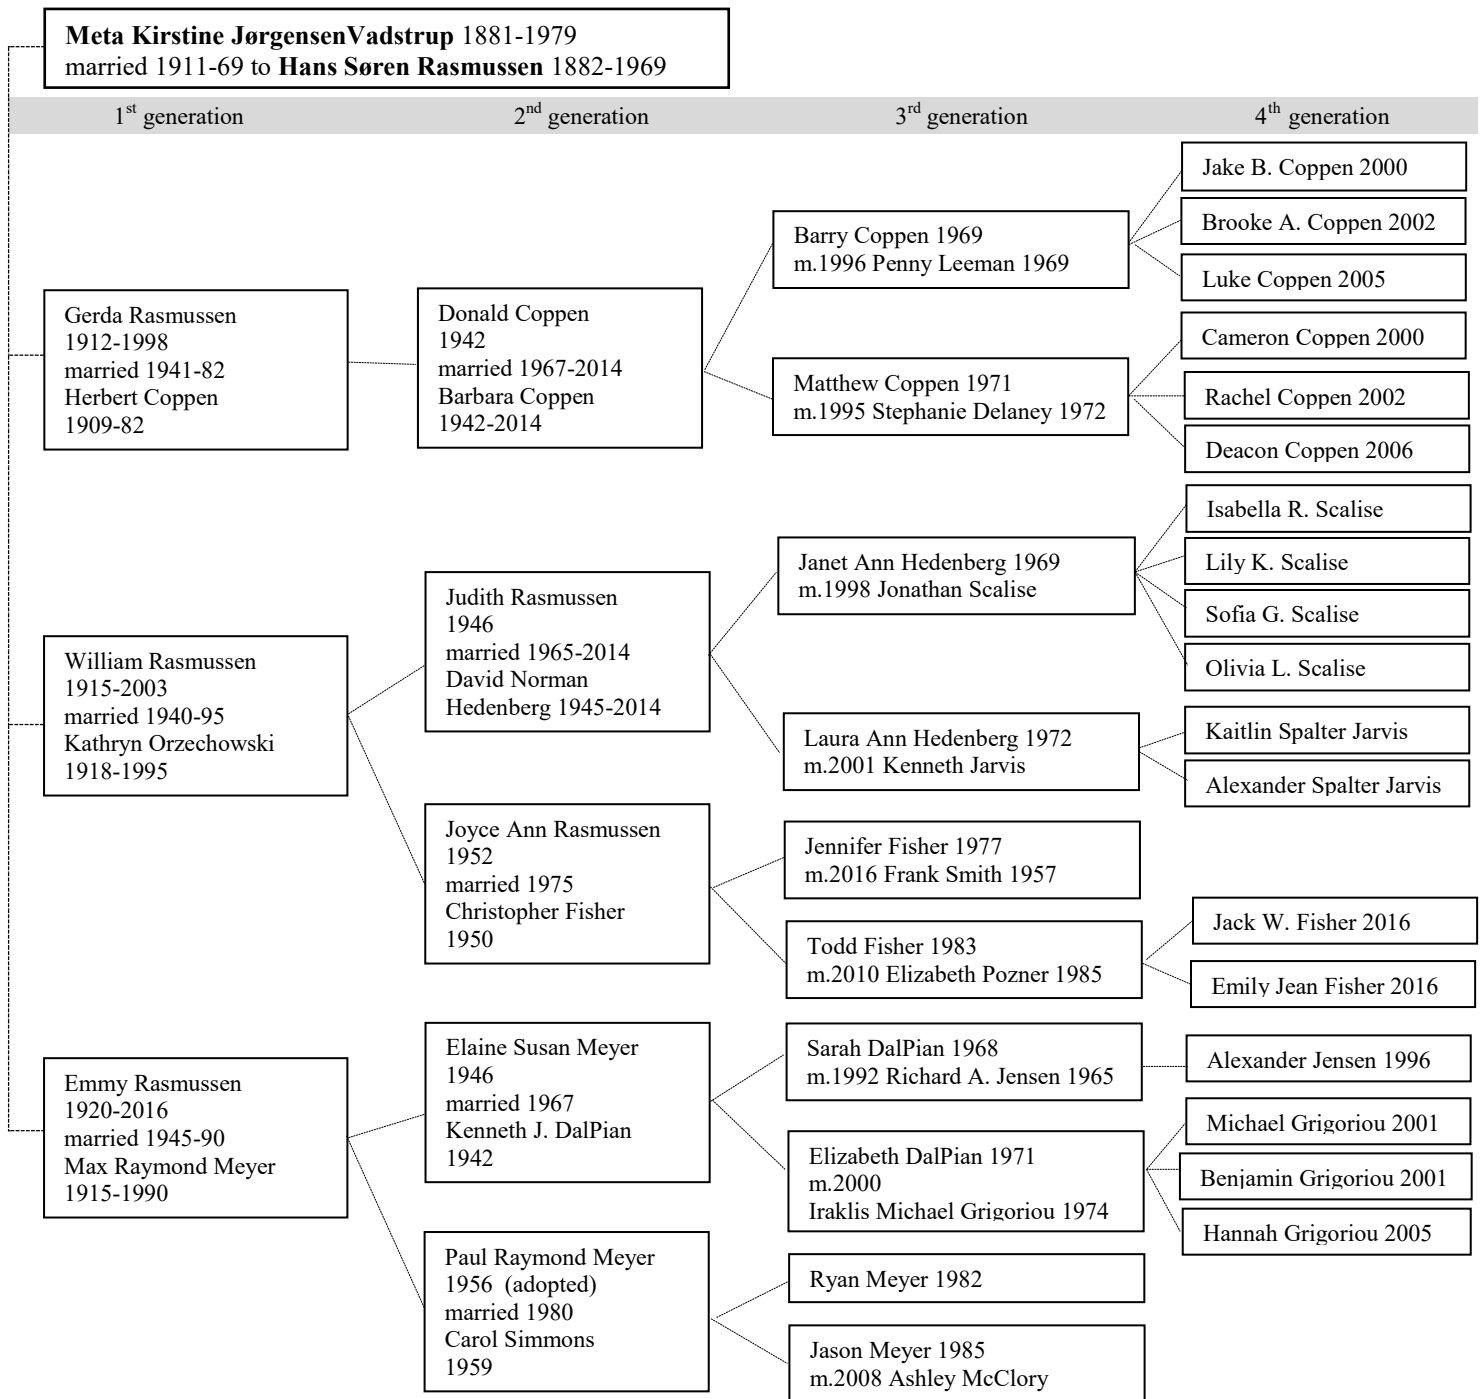 Meta Kirstine JørgensenVadstrup 1881-1979
married 1911-69 to Hans Søren Rasmussen 1882-1969
1st generation
2nd generation
3rd generation
4th generation
Gerda Rasmussen
1912-1998
married 1941-82
Herbert Coppen
1909-82
Donald Coppen
1942
married 1967-2014
Barbara Coppen
1942-2014
Barry Coppen 1969
m.1996 Penny Leeman 1969
Jake B. Coppen 2000
Brooke A. Coppen 2002
Luke Coppen 2005
Matthew Coppen 1971
m.1995 Stephanie Delaney 1972
Cameron Coppen 2000
Rachel Coppen 2002
Deacon Coppen 2006
William Rasmussen
1915-2003
married 1940-95
Kathryn Orzechowski
1918-1995
Judith Rasmussen
1946
married 1965-2014
David Norman
Hedenberg 1945-2014
Janet Ann Hedenberg 1969
m.1998 Jonathan Scalise
Isabella R. Scalise
Lily K. Scalise
Sofia G. Scalise
Olivia L. Scalise
Laura Ann Hedenberg 1972
m.2001 Kenneth Jarvis
Kaitlin Spalter Jarvis
Alexander Spalter Jarvis
Joyce Ann Rasmussen
1952
married 1975
Christopher Fisher
1950
Jennifer Fisher 1977
m.2016 Frank Smith 1957
Todd Fisher 1983
m.2010 Elizabeth Pozner 1985
Jack W. Fisher 2016
Emily Jean Fisher 2016
Emmy Rasmussen
1920-2016
married 1945-90
Max Raymond Meyer
1915-1990
Elaine Susan Meyer
1946
married 1967
Kenneth J. DalPian
1942
Sarah DalPian 1968
m.1992 Richard A. Jensen 1965
Alexander Jensen 1996
Elizabeth DalPian 1971
m.2000
Iraklis Michael Grigoriou 1974
Michael Grigoriou 2001
Benjamin Grigoriou 2001
Hannah Grigoriou 2005
Paul Raymond Meyer
1956 (adopted)
married 1980
Carol Simmons
1959
Ryan Meyer 1982
Jason Meyer 1985
m.2008 Ashley McClory